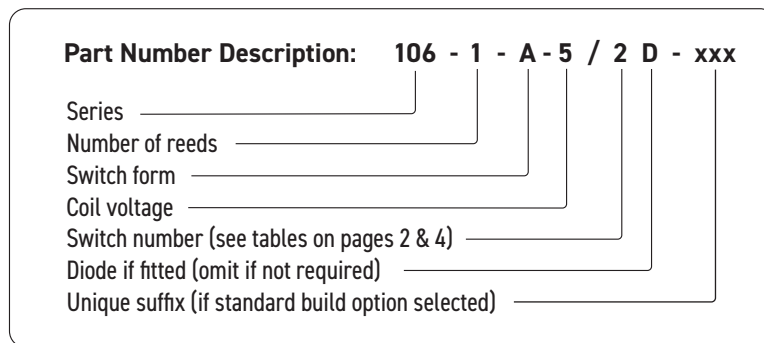 Part Number Description: 106 - 1 - A - 5 / 2 D - xxx
Series
Number of reeds
Switch form
Coil voltage
Switch number (see tables on pages 2 & 4)
Diode if fitted (omit if not required)
Unique suffix (if standard build option selected)